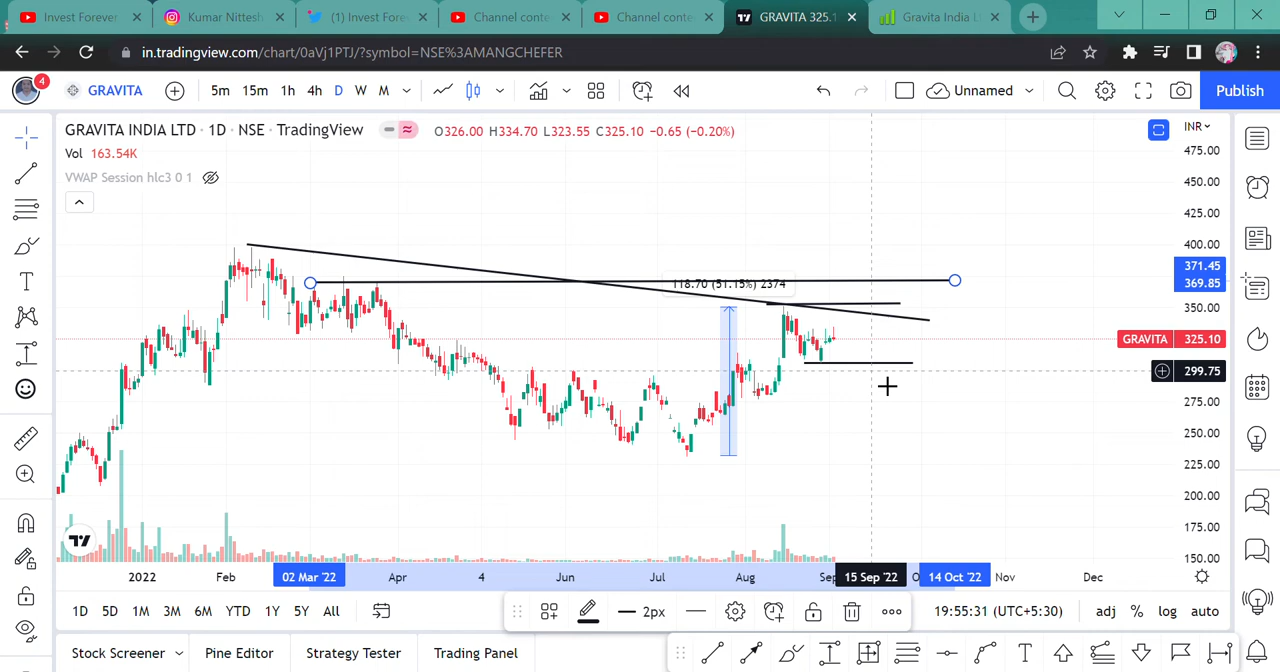 Invest Forever
Kumar Nittesh
(1) Invest Fore
Channel conte
Channel conte
GRAVITA 325.1
Gravita India L
in.tradingview.com/chart/0aVj1PTJ/?symbol=NSE%3AMANGCHEFER
4
GRAVITA
5m 15m 1h 4h D W M
Unnamed
Publish
GRAVITA INDIA LTD · 1D · NSE · TradingView
O326.00 H334.70 L323.55 C325.10 −0.65 (−0.20%)
INR
Vol 163.54K
VWAP Session hlc3 0 1
475.00
450.00
425.00
400.00
371.45
369.85
350.00
GRAVITA 325.10
299.75
275.00
250.00
225.00
200.00
175.00
150.00
118.70 (51.15%) 2374
2022 Feb 02 Mar '22 Apr 4 Jun Jul Aug Sep 15 Sep '22 O 14 Oct '22 Nov Dec
1D 5D 1M 3M 6M YTD 1Y 5Y All
2px
19:55:31 (UTC+5:30)
adj % log auto
Stock Screener Pine Editor Strategy Tester Trading Panel